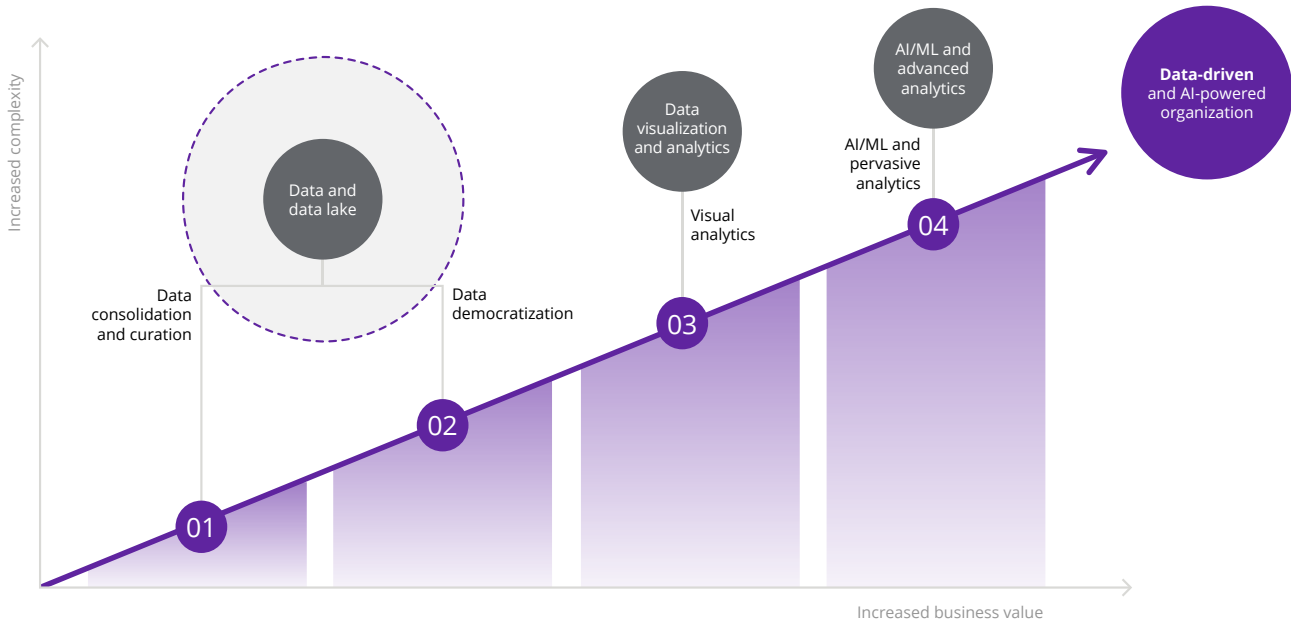 Increased complexity
Data and
data lake
Data
consolidation
and curation
Data
democratization
01
02
Data
visualization
and analytics
Visual
analytics
03
AI/ML and
advanced
analytics
AI/ML and
pervasive
analytics
04
Data-driven
and AI-powered
organization
Increased business value